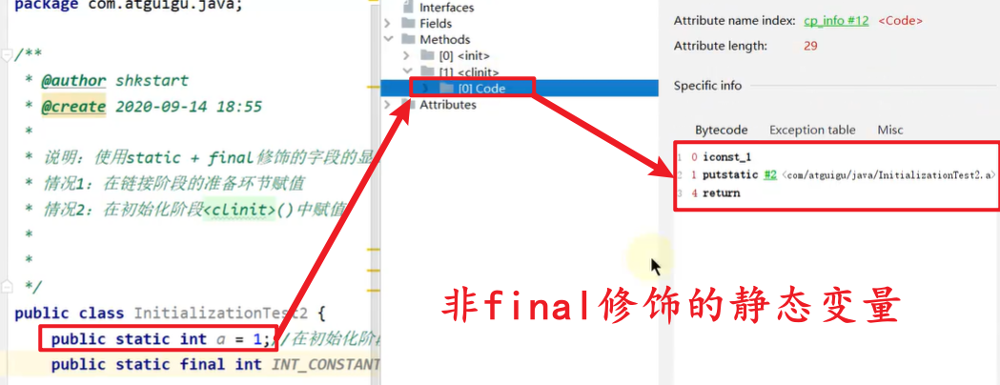 package com.atguigu.java;
/**
* @author shkstart
* @create 2020-09-14 18:55
*
* 说明：使用static + final修饰的字段的显
* 情况1：在链接阶段的准备环节赋值
* 情况2：在初始化阶段<clinit>()中赋值
*
*
*/
public class InitializationTest2 {
public static int a = 1;//在初始化阶
public static final int INT_CONSTANT
Interfaces
Fields
Methods
[0] <init>
[1] <clinit>
[0] Code
Attributes
Attribute name index: cp_info #12 <Code>
Attribute length: 29
Specific info
Bytecode Exception table Misc
1 0 iconst_1
2 1 putstatic #2 <com/atguigu/java/InitializationTest2.a>
3 4 return
非final修饰的静态变量